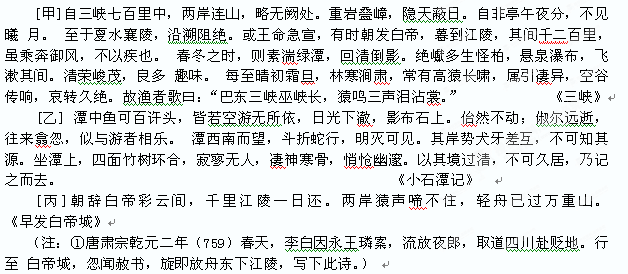 [甲]自三峡七百里中，两岸连山，略无阙处。重岩叠嶂，隐天蔽日。自非亭午夜分，不见
曦 月。 至于夏水襄陵，沿溯阻绝。或王命急宣，有时朝发白帝，暮到江陵，其间千二百里，
虽乘奔御风，不以疾也。 春冬之时，则素湍绿潭，回清倒影。绝巘多生怪柏，悬泉瀑布，飞
漱其间。清荣峻茂，良多 趣味。 每至晴初霜旦，林寒涧肃，常有高猿长啸，属引凄异，空谷
传响，哀转久绝。故渔者歌曰：“巴东三峡巫峡长，猿鸣三声泪沾裳。” 《三峡》
[乙] 潭中鱼可百许头，皆若空游无所依，日光下澈，影布石上。佁然不动；俶尔远逝，
往来翕忽，似与游者相乐。 潭西南而望，斗折蛇行，明灭可见。其岸势犬牙差互，不可知其
源。坐潭上，四面竹树环合，寂寥无人，凄神寒骨，悄怆幽邃。以其境过清，不可久居，乃记
之而去。 《小石潭记》
[丙]朝辞白帝彩云间，千里江陵一日还。两岸猿声啼不住，轻舟已过万重山。
《早发白帝城》
（注：①唐肃宗乾元二年（759）春天，李白因永王璘案，流放夜郎，取道四川赴贬地。行
至 白帝城，忽闻赦书，旋即放舟东下江陵，写下此诗。）